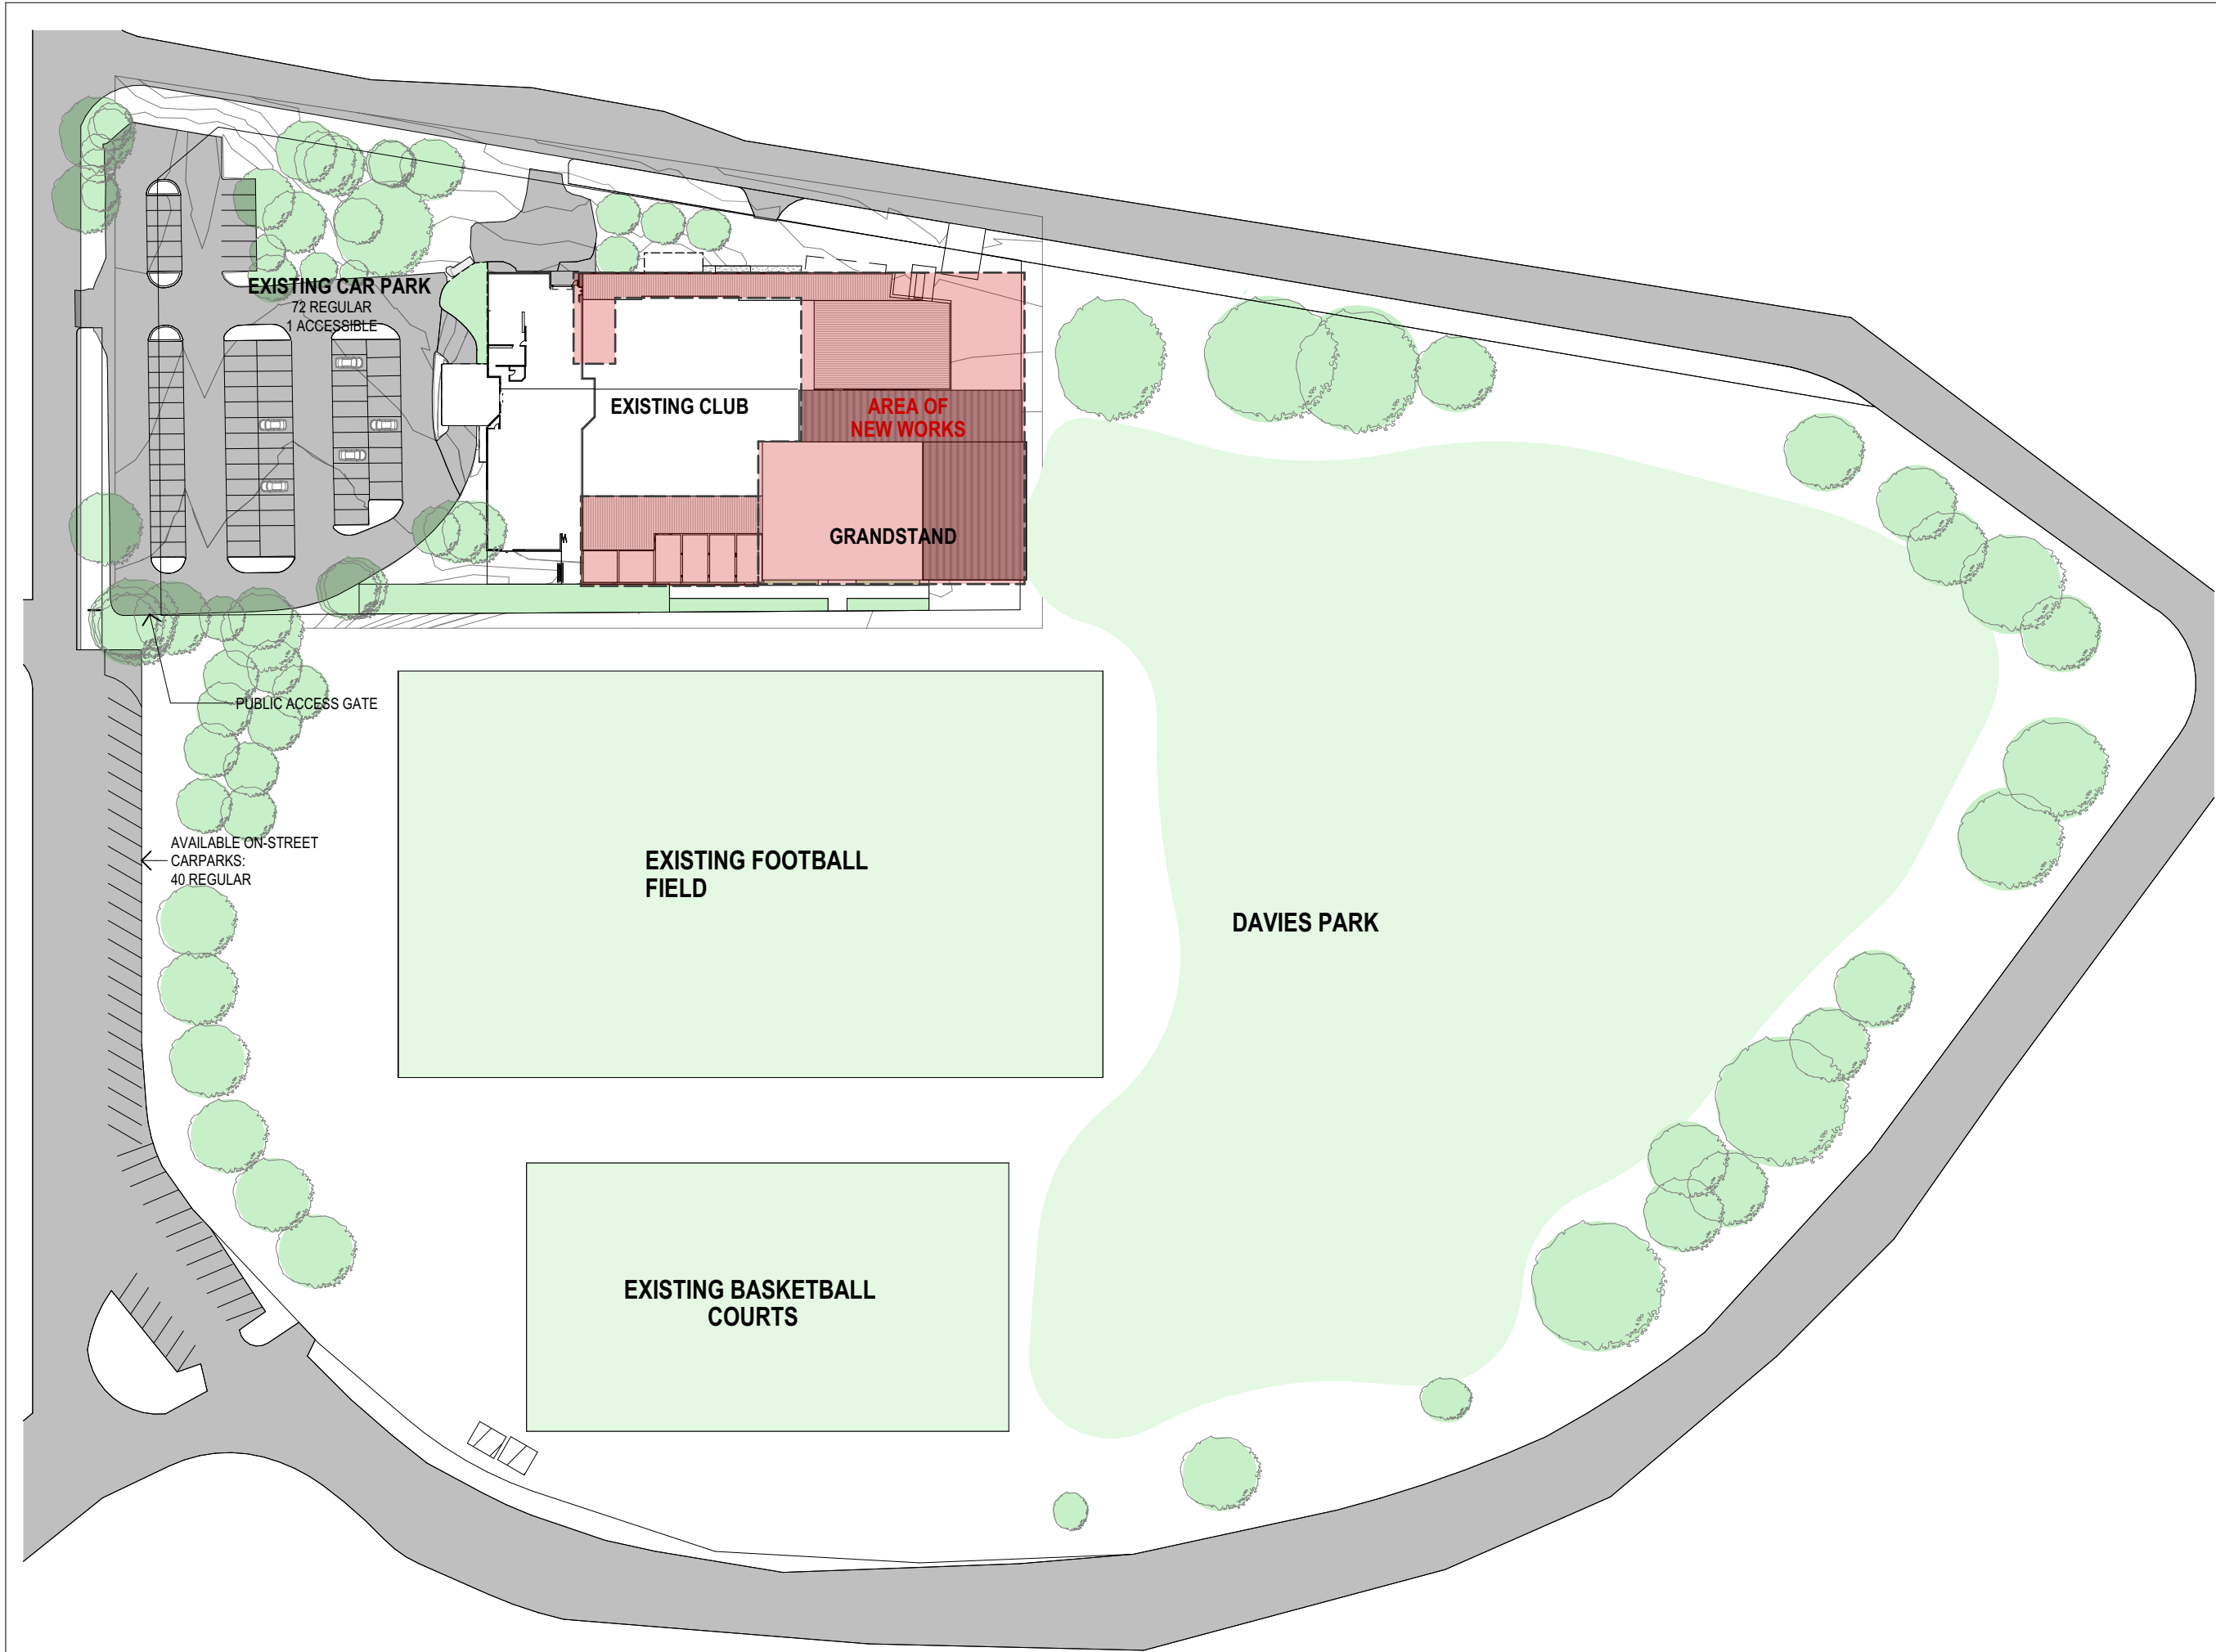 EXISTING CAR PARK
72 REGULAR
1 ACCESSIBLE
EXISTING CLUB
AREA OF
NEW WORKS
GRANDSTAND
PUBLIC ACCESS GATE
AVAILABLE ON-STREET
CARPARKS:
40 REGULAR
EXISTING FOOTBALL
FIELD
DAVIES PARK
EXISTING BASKETBALL
COURTS